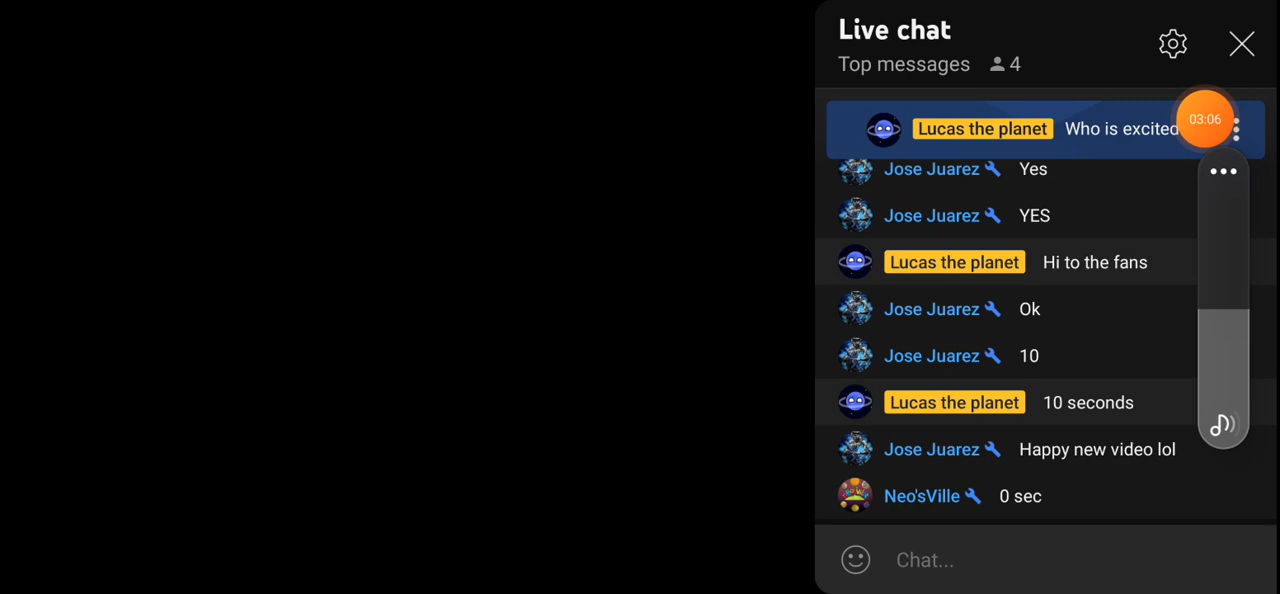 Live chat
Top messages 4
Lucas the planet Who is excited
03:06
Jose Juarez Yes
Jose Juarez YES
Lucas the planet Hi to the fans
Jose Juarez Ok
Jose Juarez 10
Lucas the planet 10 seconds
Jose Juarez Happy new video lol
Neo'sVille 0 sec
Chat...